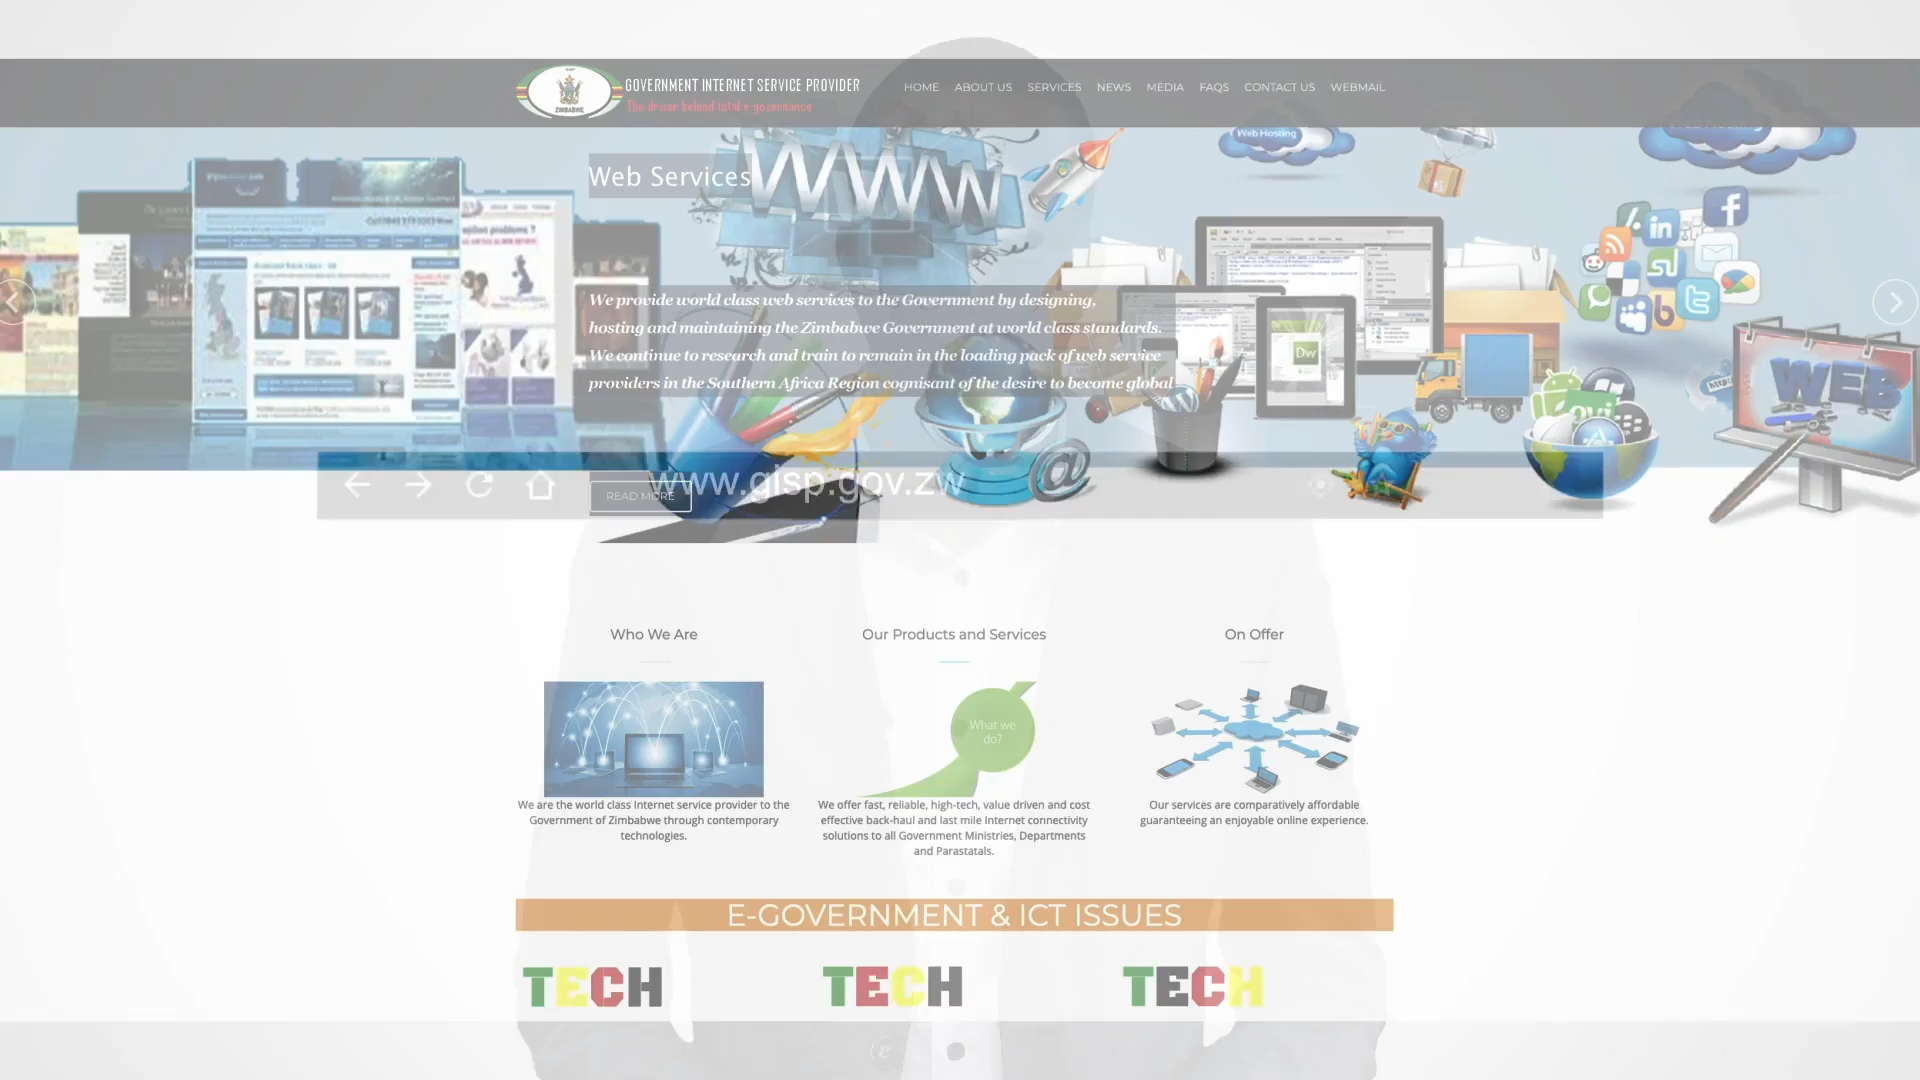 GISP
ZIMBABWE
GOVERNMENT INTERNET SERVICE PROVIDER
The driver behind total e-governance
HOME ABOUT US SERVICES NEWS MEDIA FAQS CONTACT US WEBMAIL
Web Hosting
Web Services
WWW
We provide world class web services to the Government by designing,
hosting and maintaining the Zimbabwe Government at world class standards.
We continue to research and train to remain in the loading pack of web service
providers in the Southern Africa Region cognisant of the desire to become global
Dw
http
WEB
ovi
www.gisp.gov.zw
READ MORE
Who We Are
Our Products and Services
On Offer
What we
do?
We are the world class Internet service provider to the
Government of Zimbabwe through contemporary
technologies.
We offer fast, reliable, high-tech, value driven and cost
effective back-haul and last mile Internet connectivity
solutions to all Government Ministries, Departments
and Parastatals.
Our services are comparatively affordable
guaranteeing an enjoyable online experience.
E-GOVERNMENT & ICT ISSUES
TECH
TECH
TECH